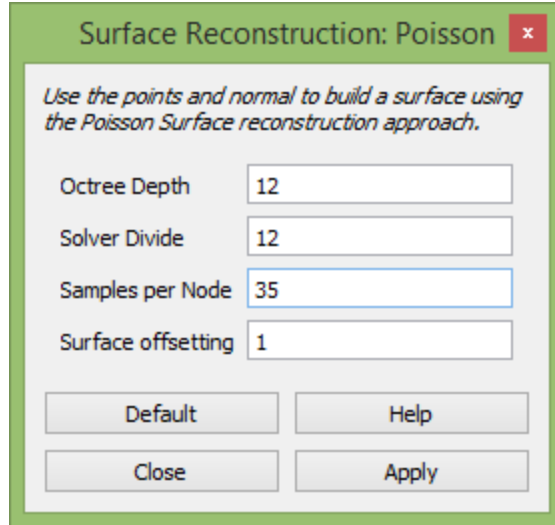 Surface Reconstruction: Poisson x
Use the points and normal to build a surface using
the Poisson Surface reconstruction approach.
Octree Depth 12
Solver Divide 12
Samples per Node 35
Surface offsetting 1
Default Help
Close Apply